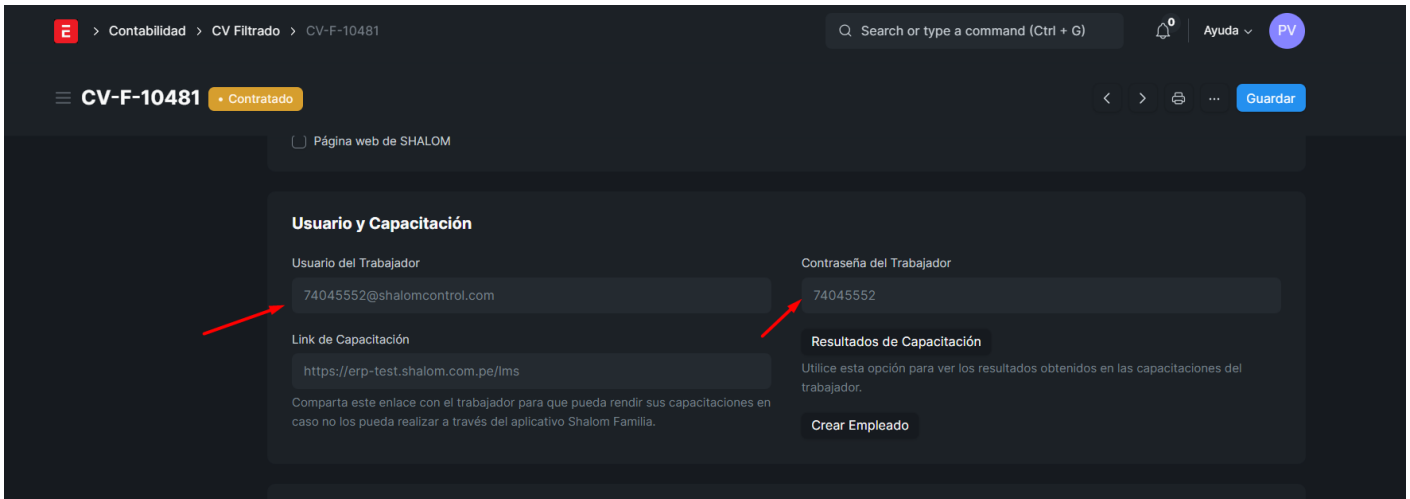 E > Contabilidad > CV Filtrado > CV-F-10481
Search or type a command (Ctrl + G)
0
Ayuda
PV
CV-F-10481
• Contratado
...
Guardar
Página web de SHALOM
Usuario y Capacitación
Usuario del Trabajador
74045552@shalomcontrol.com
Contraseña del Trabajador
74045552
Link de Capacitación
https://erp-test.shalom.com.pe/lms
Comparta este enlace con el trabajador para que pueda rendir sus capacitaciones en
caso no los pueda realizar a través del aplicativo Shalom Familia.
Resultados de Capacitación
Utilice esta opción para ver los resultados obtenidos en las capacitaciones del
trabajador.
Crear Empleado